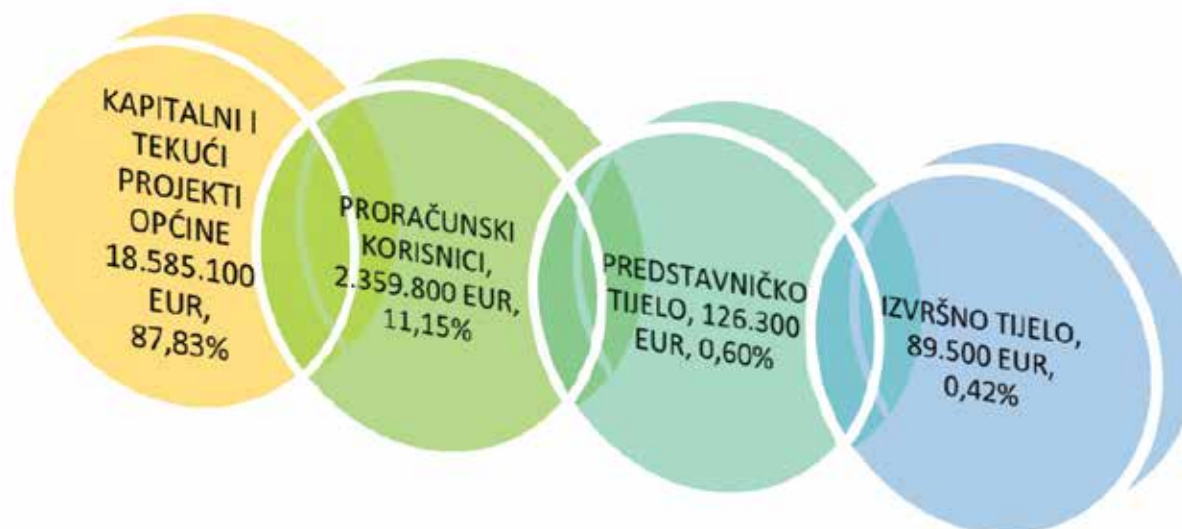 KAPITALNI I
TEKUĆI
PROJEKTI
OPĆINE
18.585.100
EUR,
87,83%
PRORAČUNSKI
KORISNICI,
2.359.800 EUR,
11,15%
PREDSTAVNIČKO
TIJELO, 126.300
EUR, 0,60%
IZVRŠNO TIJELO,
89.500 EUR,
0,42%